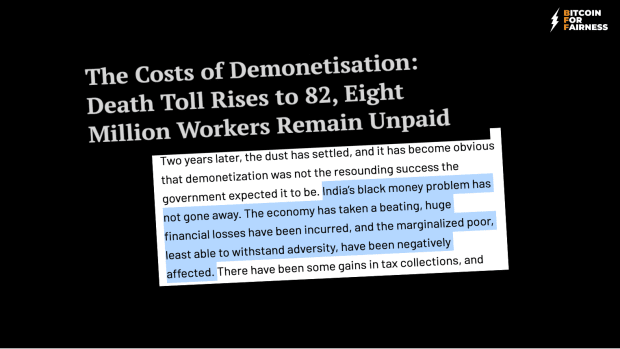 BITCOIN
FOR
FAIRNESS
The Costs of Demonetisation:
Death Toll Rises to 82, Eight
Million Workers Remain Unpaid
Two years later, the dust has settled, and it has become obvious
that demonetization was not the resounding success the
government expected it to be. India's black money problem has
not gone away. The economy has taken a beating, huge
financial losses have been incurred, and the marginalized poor,
least able to withstand adversity, have been negatively
affected. There have been some gains in tax collections, and